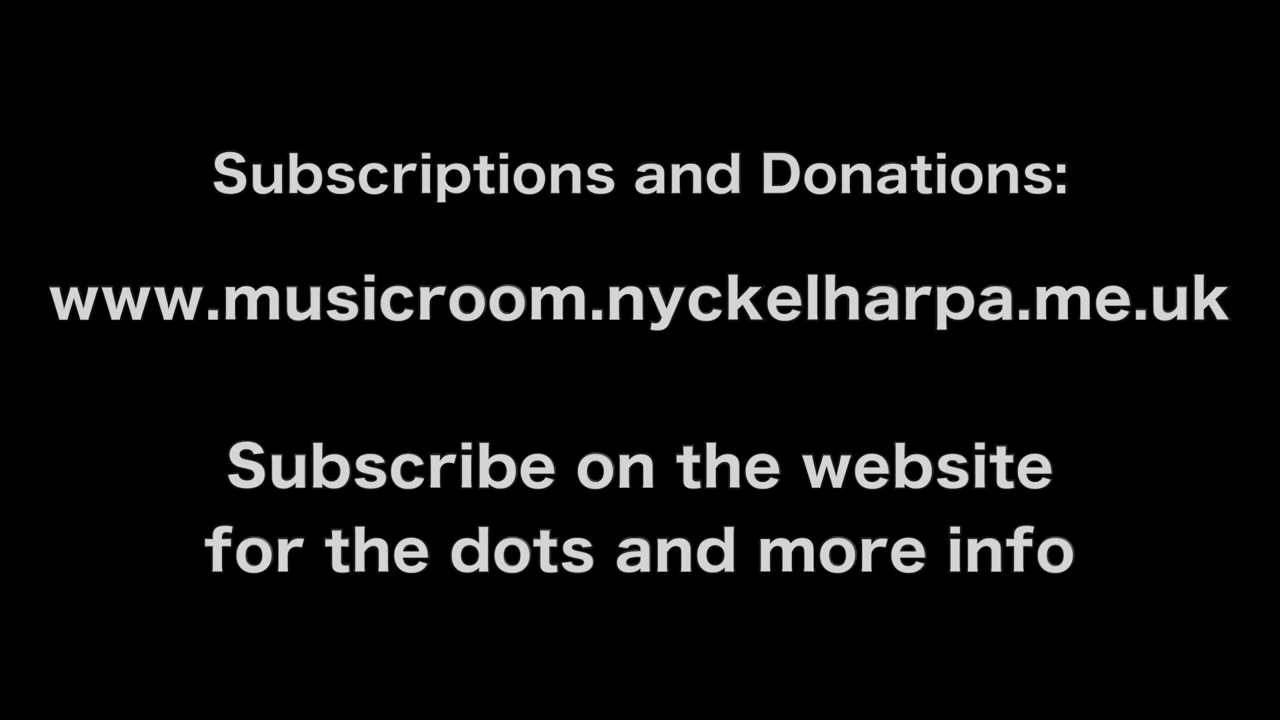 Subscriptions and Donations:
www.musicroom.nyckelharpa.me.uk
Subscribe on the website
for the dots and more info